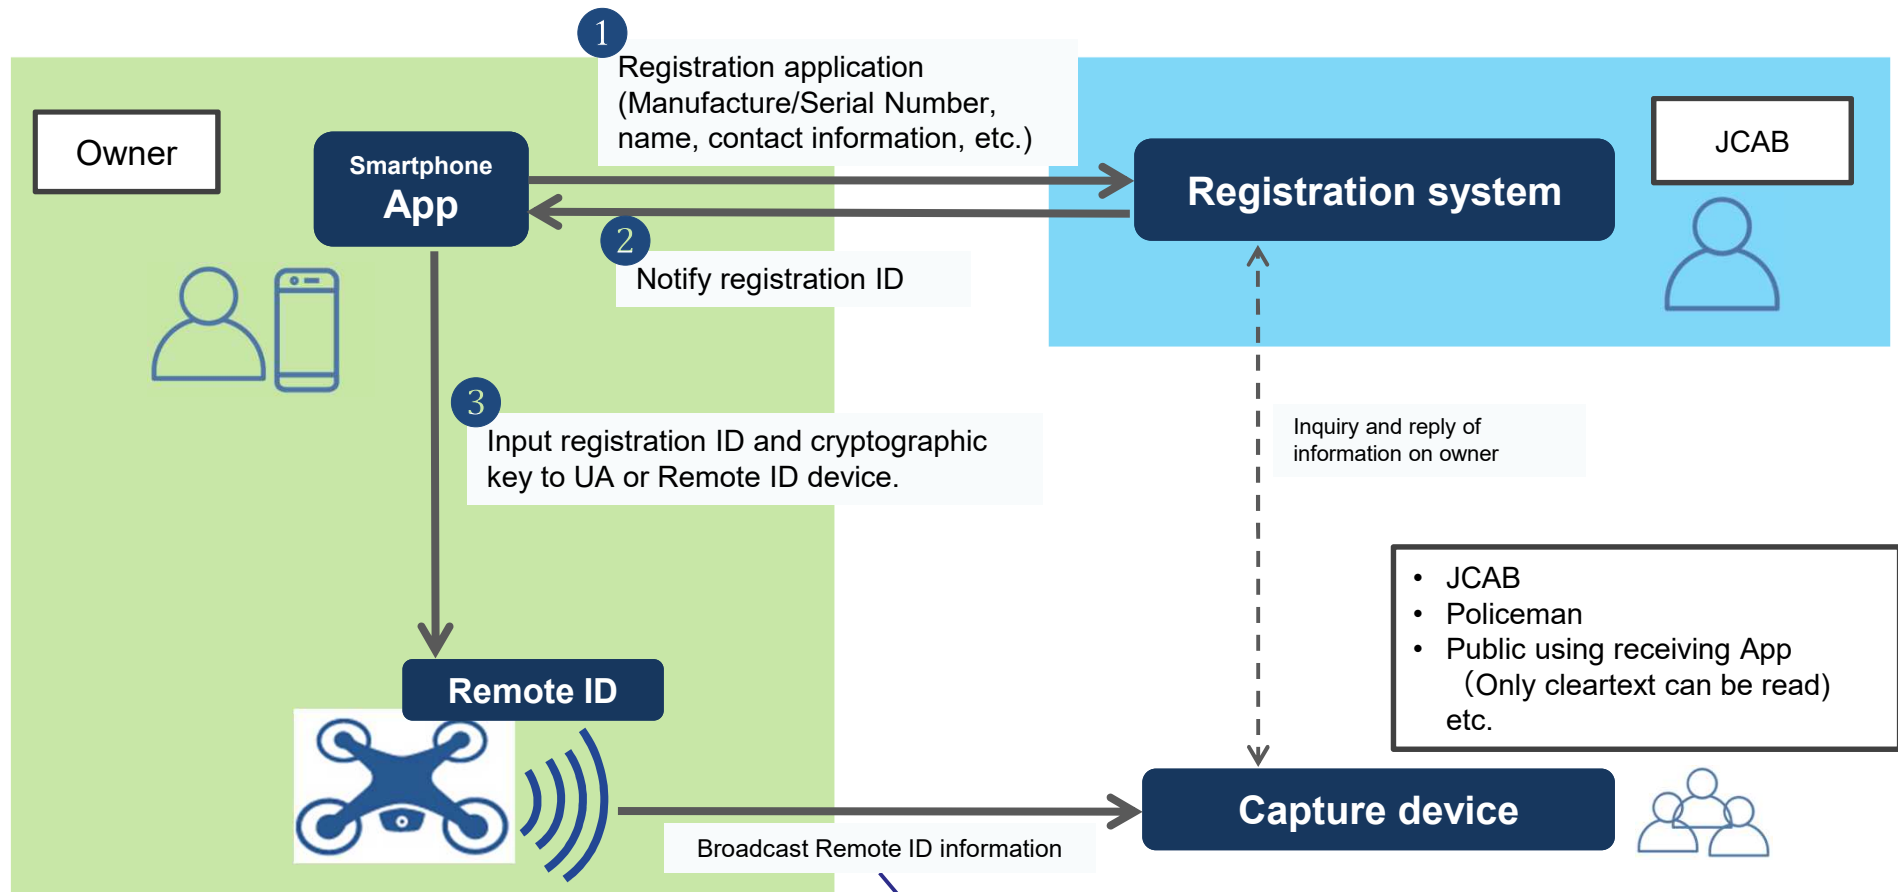 1
Registration application
(Manufacture/Serial Number,
name, contact information, etc.)
Owner
Smartphone
App
Registration system
JCAB
2
Notify registration ID
3
Input registration ID and cryptographic
key to UA or Remote ID device.
Inquiry and reply of
information on owner
• JCAB
• Policeman
• Public using receiving App
（Only cleartext can be read)
etc.
Remote ID
Capture device
Broadcast Remote ID information